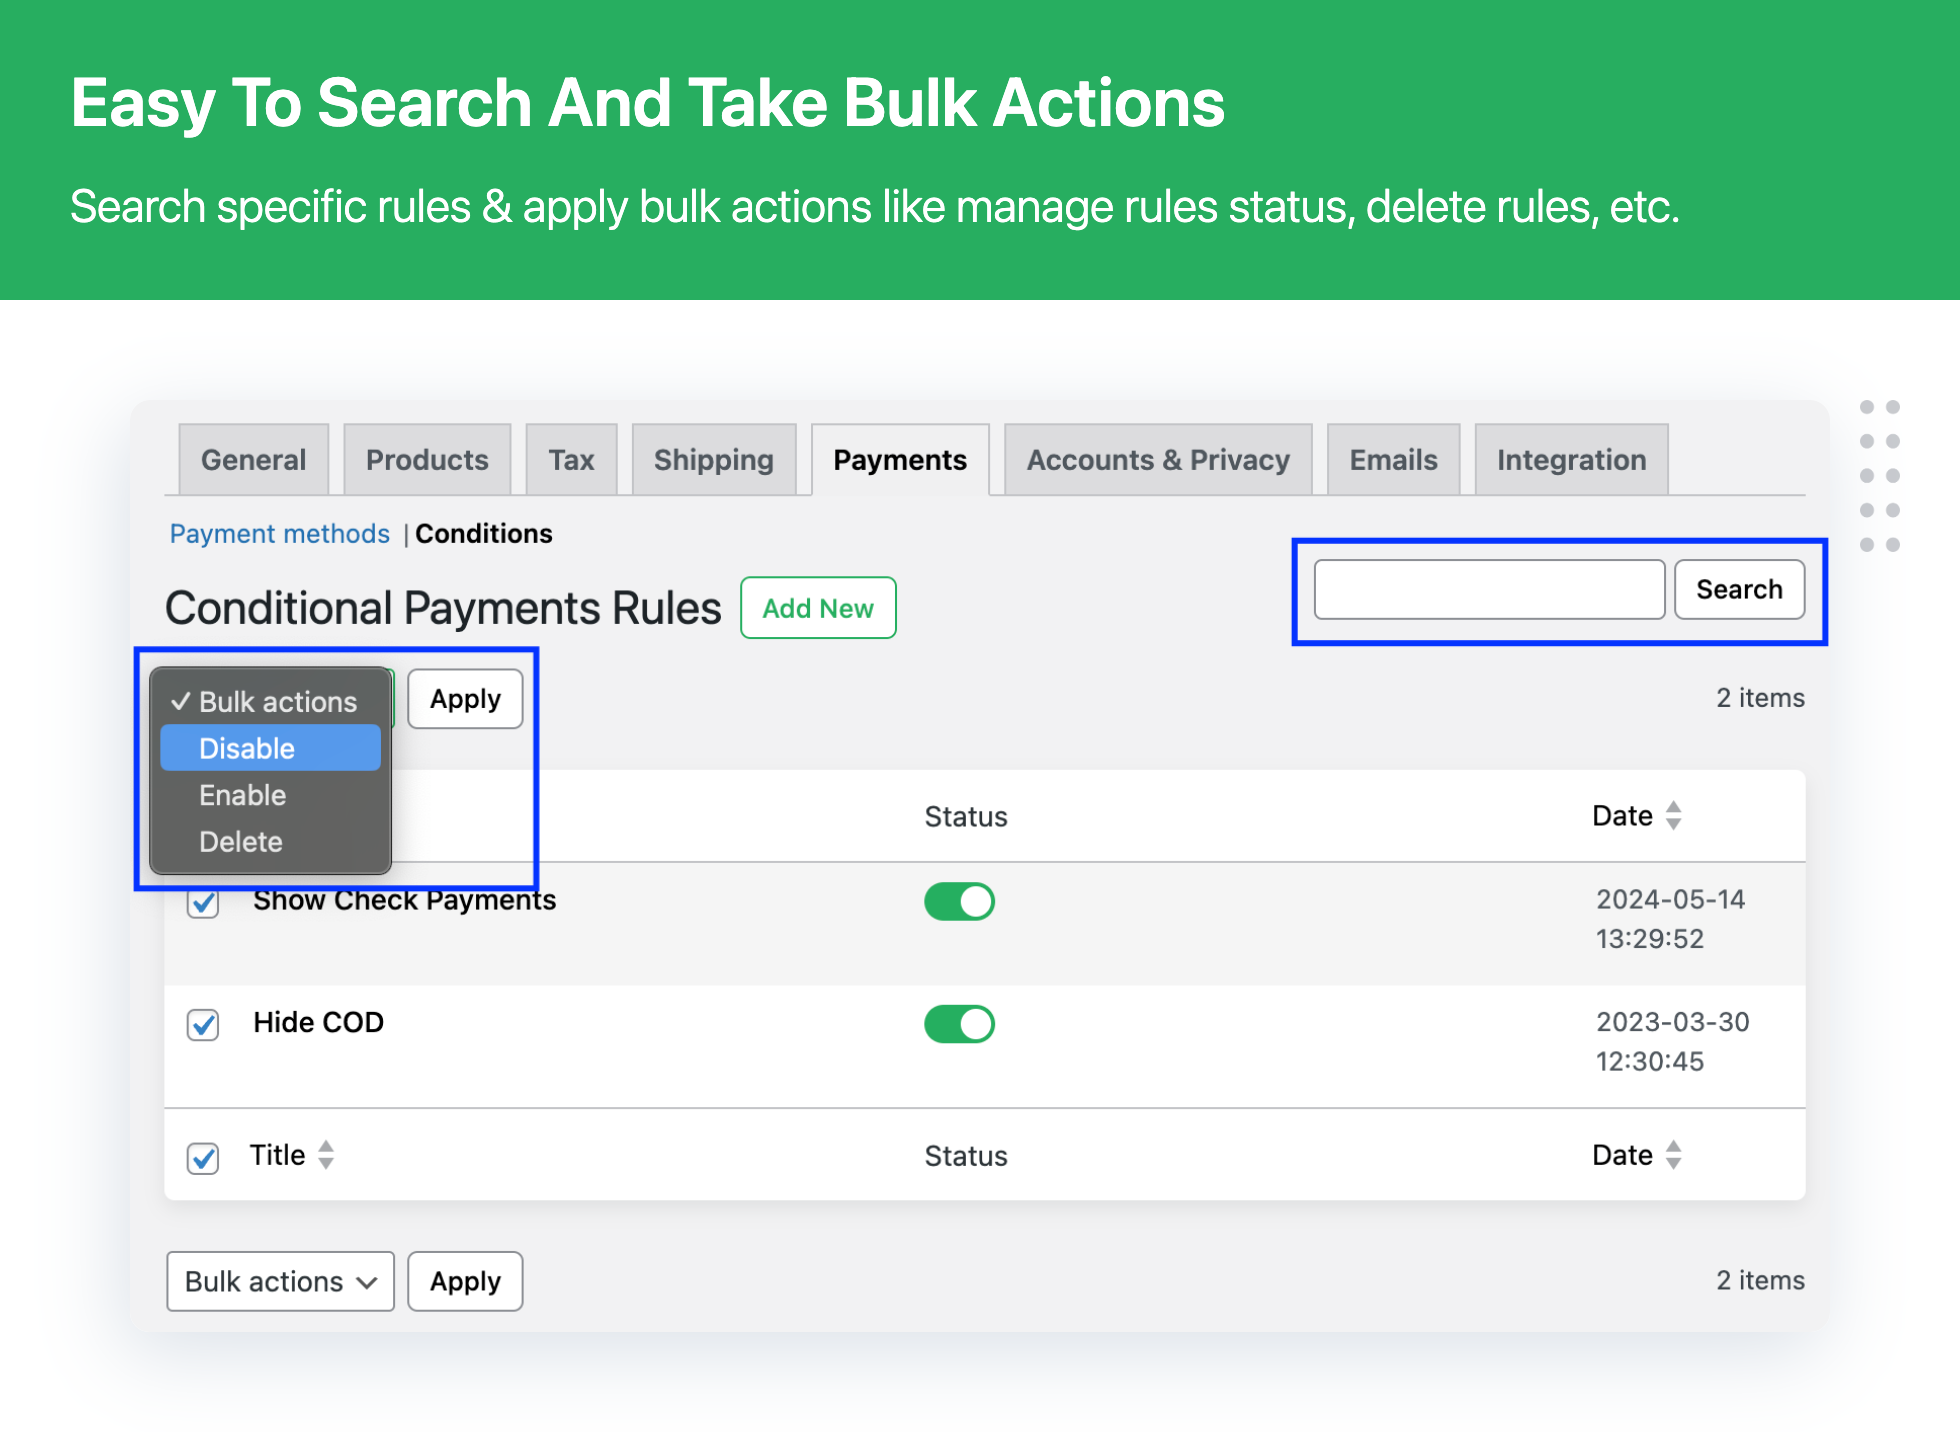 Easy To Search And Take Bulk Actions
Search specific rules & apply bulk actions like manage rules status, delete rules, etc.
General Products Tax Shipping Payments Accounts & Privacy Emails Integration
Payment methods | Conditions
Search
Conditional Payments Rules Add New
Bulk actions Apply 2 items
Disable
Enable
Delete
Status Date
Show Check Payments 2024-05-14
13:29:52
Hide COD 2023-03-30
12:30:45
Title Status Date
Bulk actions Apply 2 items